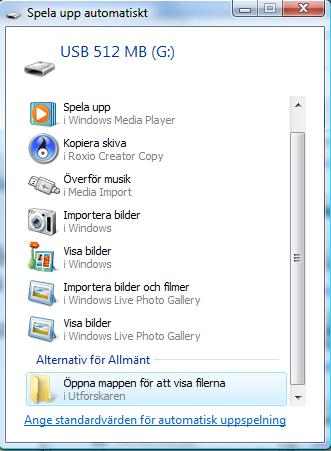 Spela upp automatiskt
USB 512 MB (G:)
Spela upp
i Windows Media Player
Kopiera skiva
i Roxio Creator Copy
Överför musik
i Media Import
Importera bilder
i Windows
Visa bilder
i Windows
Importera bilder och filmer
i Windows Live Photo Gallery
Visa bilder
i Windows Live Photo Gallery
Alternativ för Allmänt
Öppna mappen för att visa filerna
i Utforskaren
Ange standardvärden för automatisk uppspelning